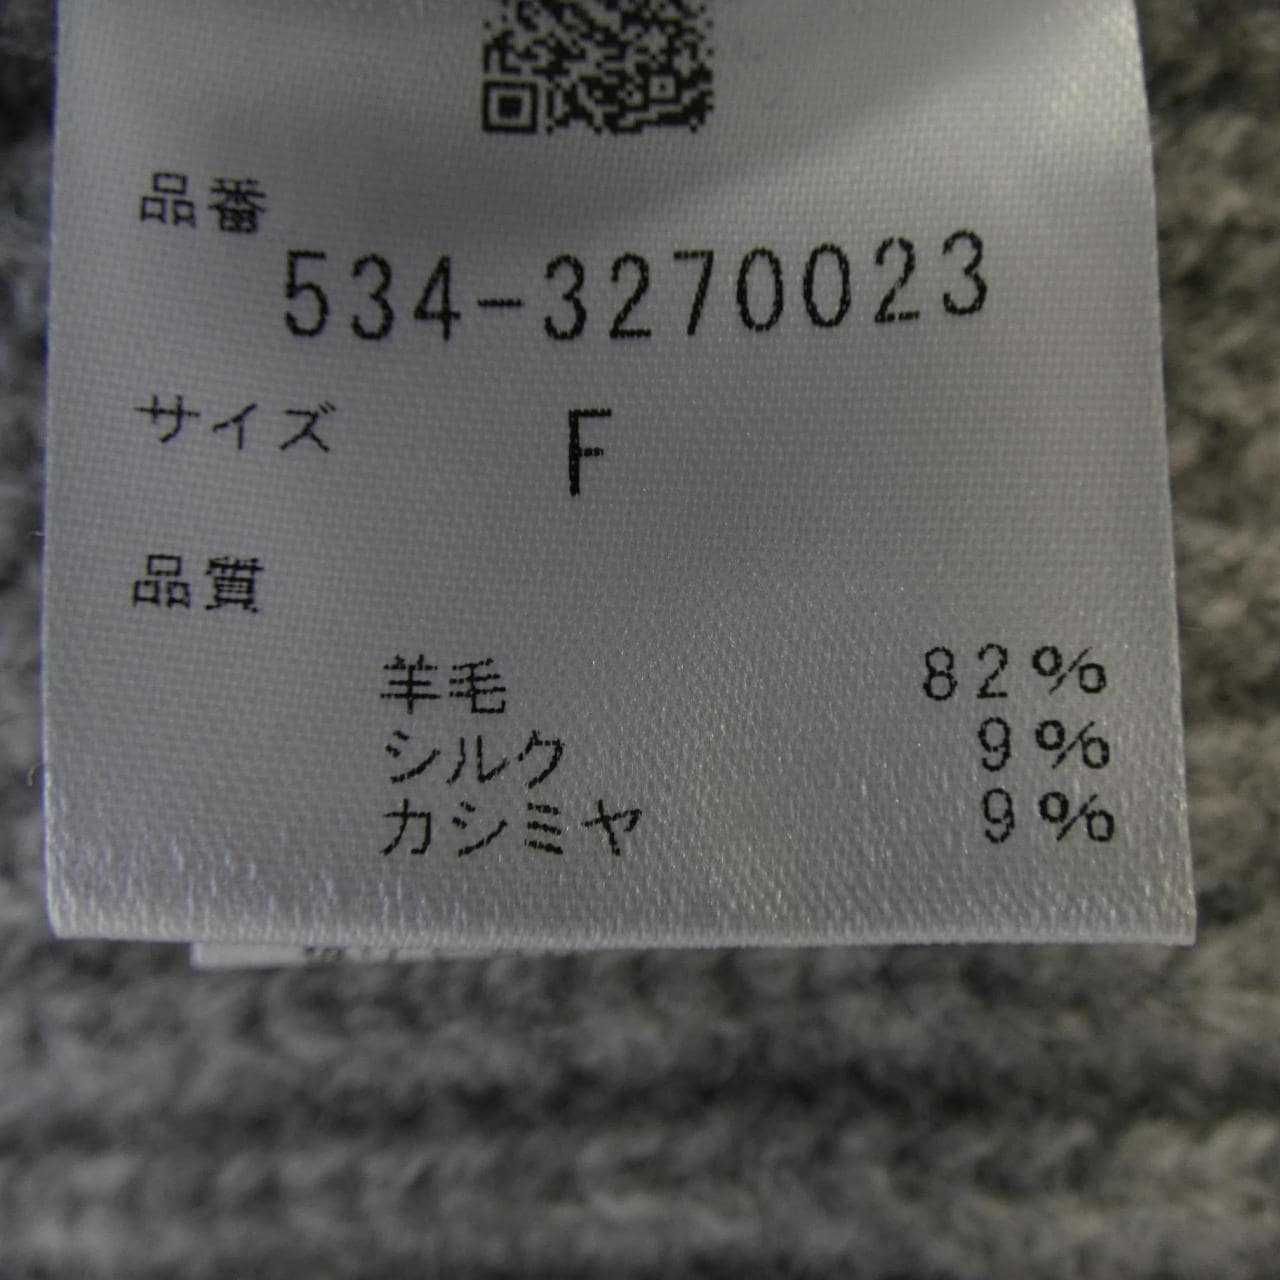 品番
534-3270023
サイズ F
品質
羊毛 82%
シルク 9%
カシミヤ 9%